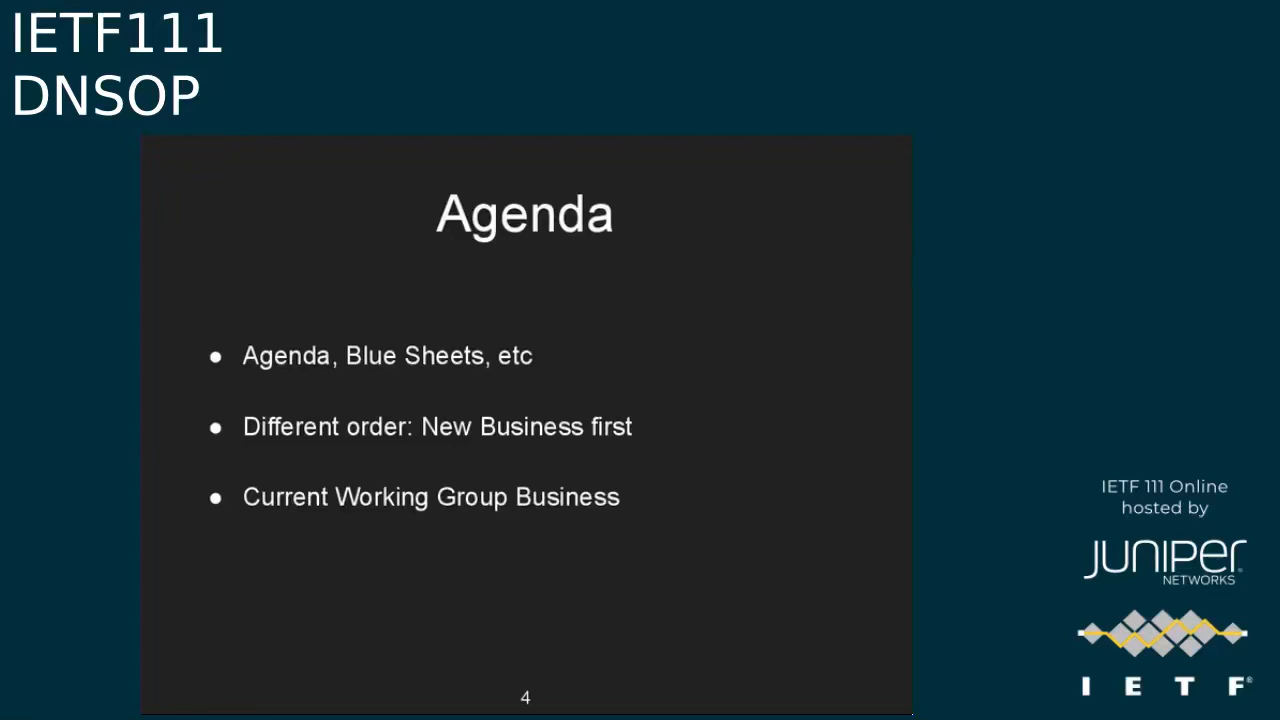 IETF111
DNSOP
Agenda
● Agenda, Blue Sheets, etc
● Different order: New Business first
● Current Working Group Business
4
IETF 111 Online
hosted by
JUNIPER
NETWORKS
I E T F®